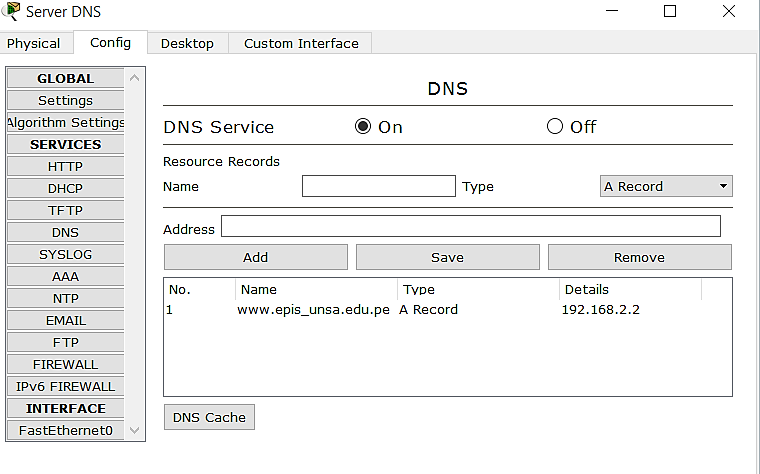 Server DNS
Physical Config Desktop Custom Interface
GLOBAL
Settings
Algorithm Settings
SERVICES
HTTP
DHCP
TFTP
DNS
SYSLOG
AAA
NTP
EMAIL
FTP
FIREWALL
IPv6 FIREWALL
INTERFACE
FastEthernet0
DNS
DNS Service On Off
Resource Records
Name Type A Record
Address
Add Save Remove
No. Name Type Details
1 www.epis_unsa.edu.pe A Record 192.168.2.2
DNS Cache